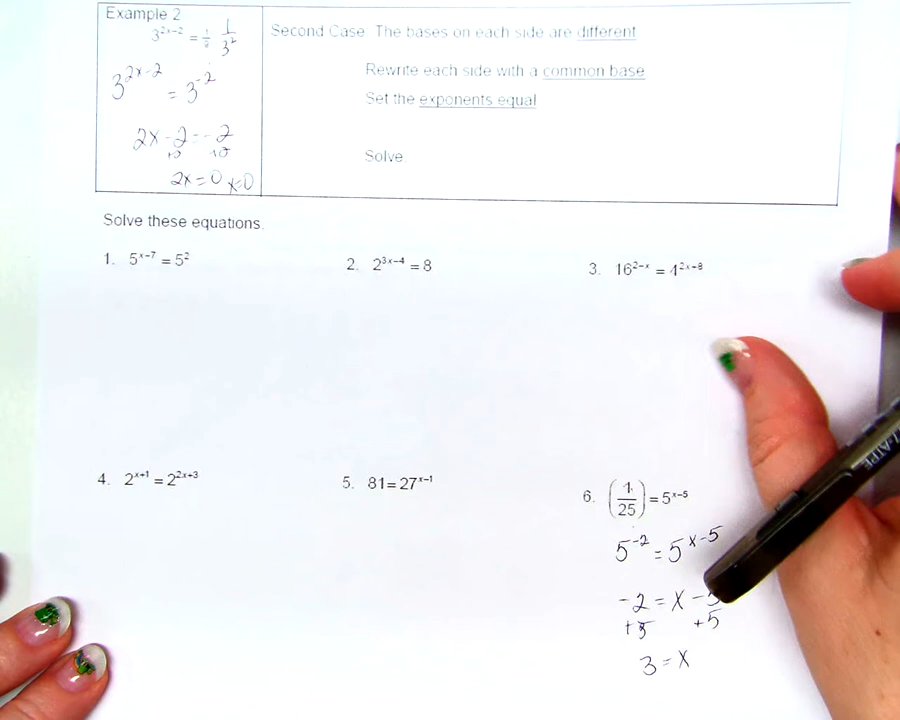 Example 2
3^(2x-2) = 1/9 1/3^2
3^(2x-2) = 3^-2
2x - 2 = -2
+2 +2
2x = 0 x=0
Second Case The bases on each side are different
Rewrite each side with a common base
Set the exponents equal
Solve
Solve these equations.
1. 5^(x-7) = 5^2
2. 2^(3x-4) = 8
3. 16^(2-x) = 4^(2x-8)
4. 2^(x+1) = 2^(2x+3)
5. 81=27^(x-1)
6. (1/25) = 5^(x-5)
5^-2 = 5^(x-5)
-2 = x - 5
+5 +5
3 = x